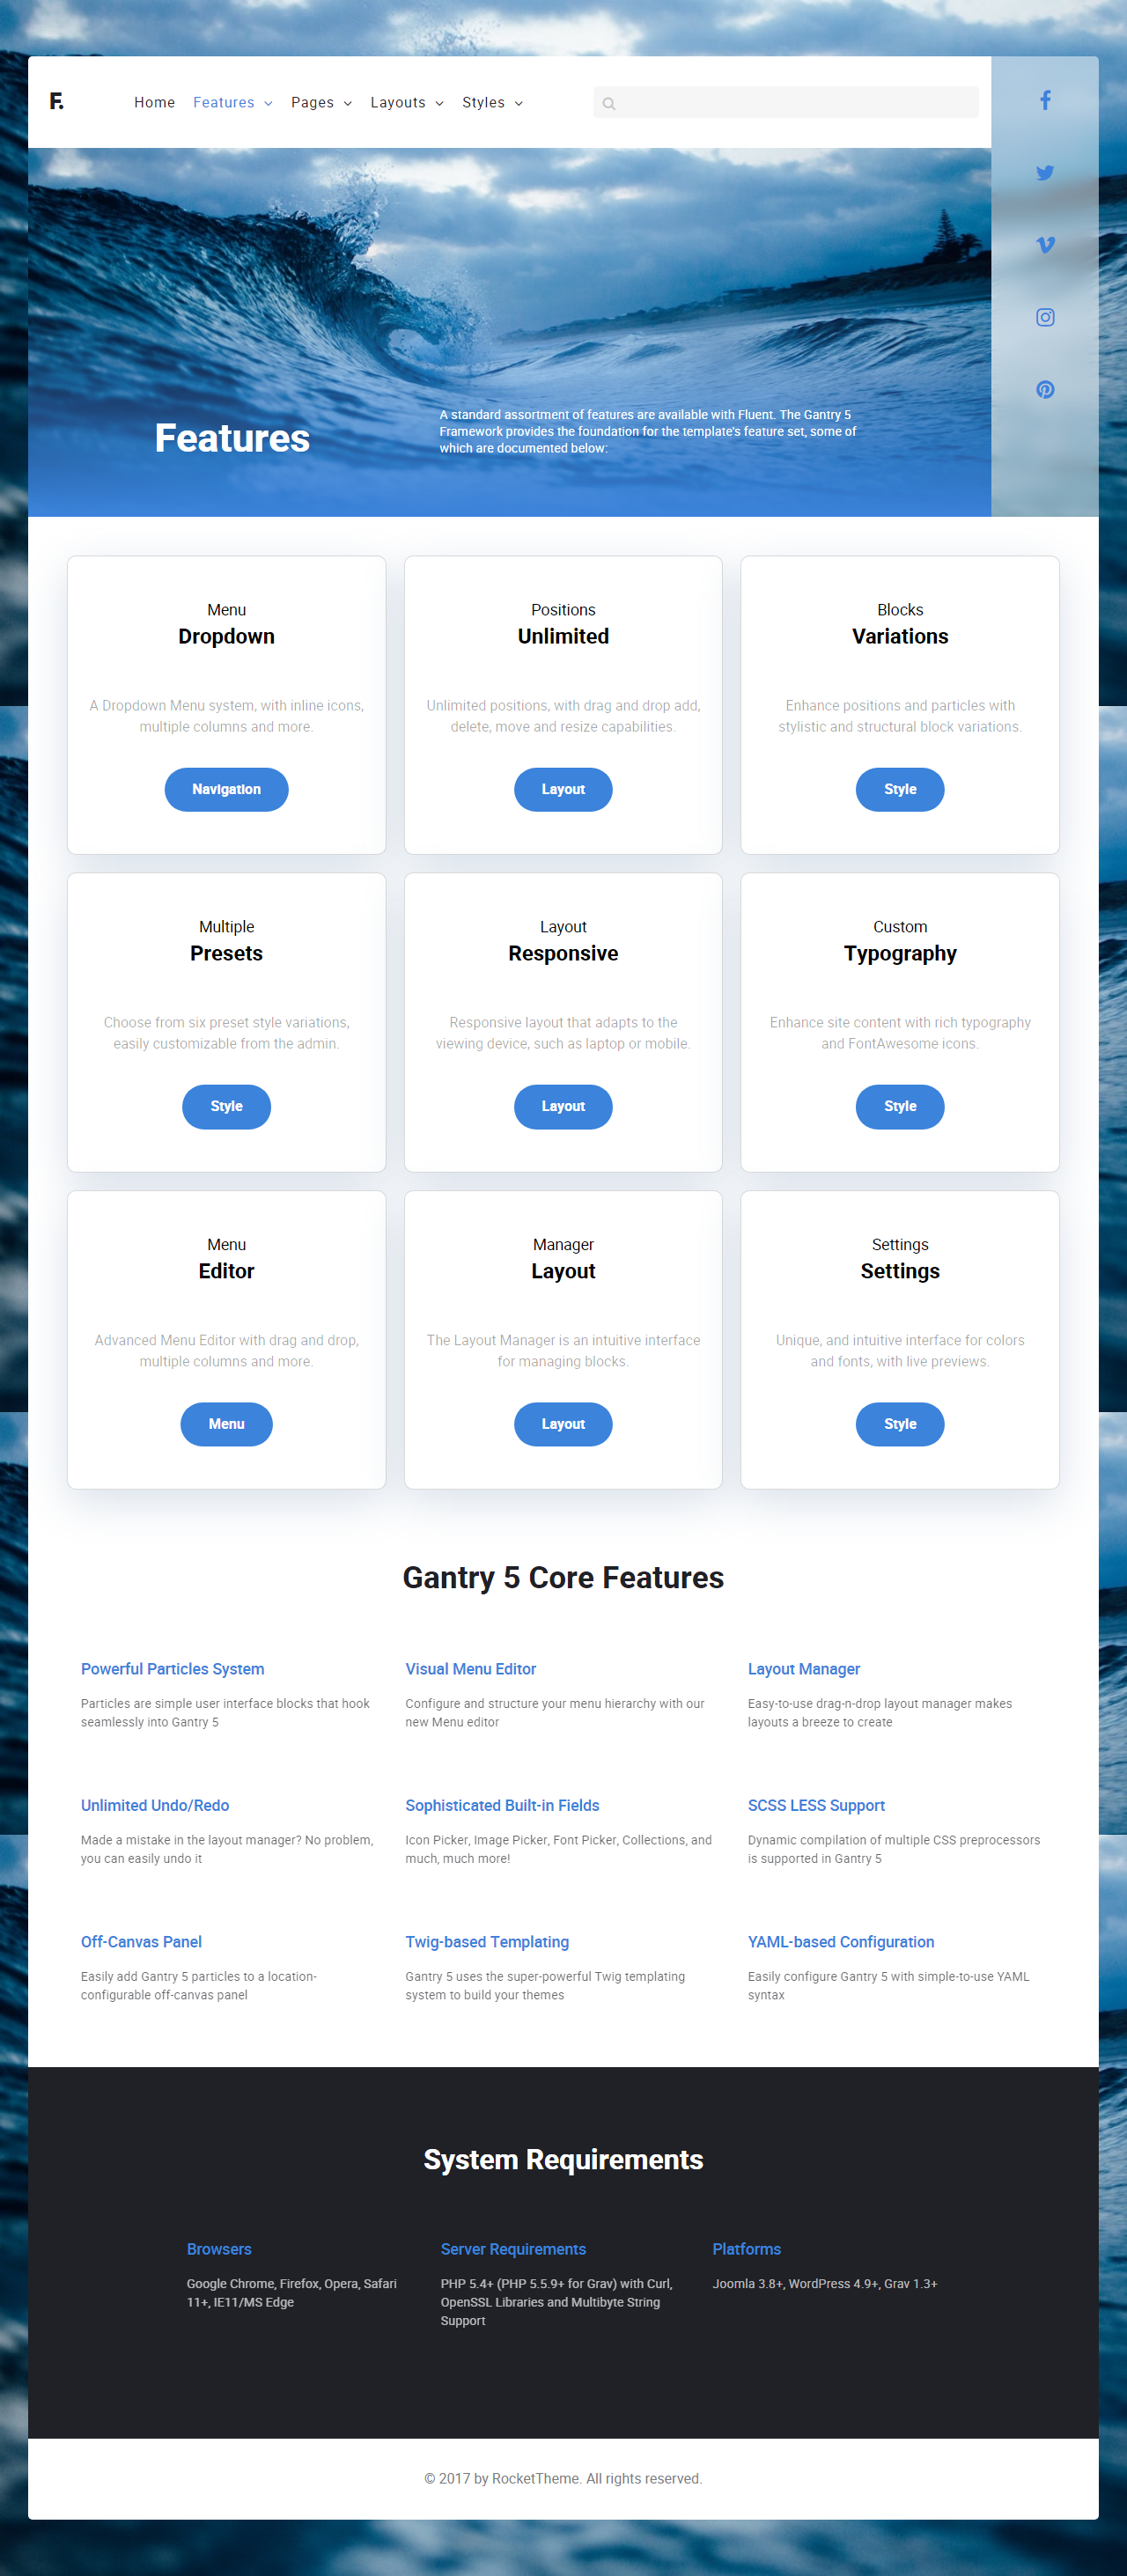 F.
Home Features Pages Layouts Styles
Features
A standard assortment of features are available with Fluent. The Gantry 5
Framework provides the foundation for the template's feature set, some of
which are documented below:
Menu
Dropdown
A Dropdown Menu system, with inline icons,
multiple columns and more.
Navigation
Positions
Unlimited
Unlimited positions, with drag and drop add,
delete, move and resize capabilities.
Layout
Blocks
Variations
Enhance positions and particles with
stylistic and structural block variations.
Style
Multiple
Presets
Choose from six preset style variations,
easily customizable from the admin.
Style
Layout
Responsive
Responsive layout that adapts to the
viewing device, such as laptop or mobile.
Layout
Custom
Typography
Enhance site content with rich typography
and FontAwesome icons.
Style
Menu
Editor
Advanced Menu Editor with drag and drop,
multiple columns and more.
Menu
Manager
Layout
The Layout Manager is an intuitive interface
for managing blocks.
Layout
Settings
Settings
Unique, and intuitive interface for colors
and fonts, with live previews.
Style
Gantry 5 Core Features
Powerful Particles System
Particles are simple user interface blocks that hook
seamlessly into Gantry 5
Visual Menu Editor
Configure and structure your menu hierarchy with our
new Menu editor
Layout Manager
Easy-to-use drag-n-drop layout manager makes
layouts a breeze to create
Unlimited Undo/Redo
Made a mistake in the layout manager? No problem,
you can easily undo it
Sophisticated Built-in Fields
Icon Picker, Image Picker, Font Picker, Collections, and
much, much more!
SCSS LESS Support
Dynamic compilation of multiple CSS preprocessors
is supported in Gantry 5
Off-Canvas Panel
Easily add Gantry 5 particles to a location-
configurable off-canvas panel
Twig-based Templating
Gantry 5 uses the super-powerful Twig templating
system to build your themes
YAML-based Configuration
Easily configure Gantry 5 with simple-to-use YAML
syntax
System Requirements
Browsers
Google Chrome, Firefox, Opera, Safari
11+, IE11/MS Edge
Server Requirements
PHP 5.4+ (PHP 5.5.9+ for Grav) with Curl,
OpenSSL Libraries and Multibyte String
Support
Platforms
Joomla 3.8+, WordPress 4.9+, Grav 1.3+
© 2017 by RocketTheme. All rights reserved.